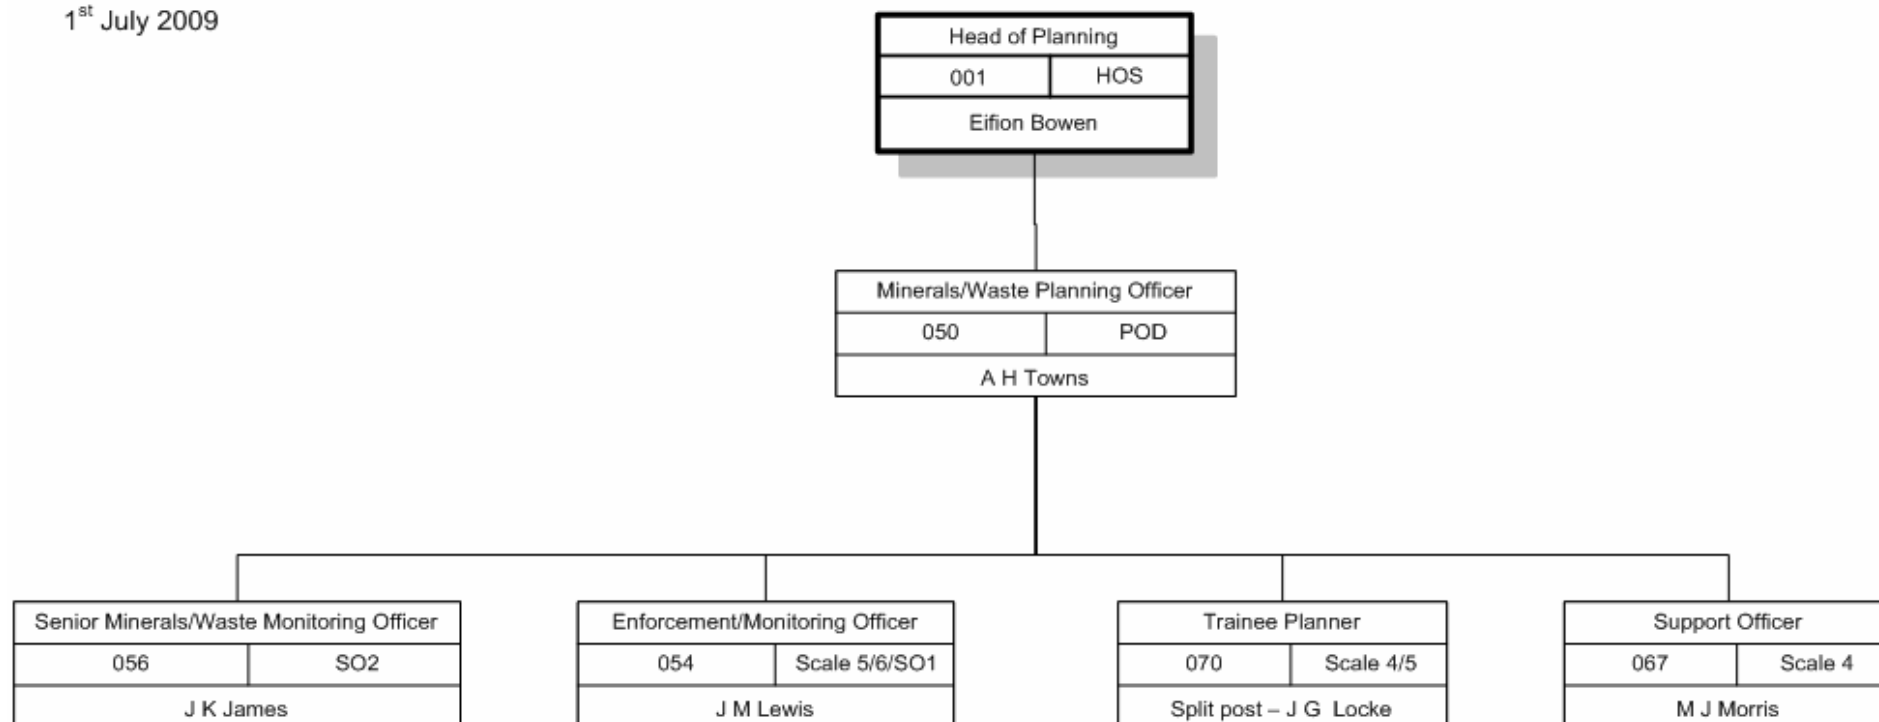 1st July 2009
Head of Planning
001 HOS
Eifion Bowen
Minerals/Waste Planning Officer
050 POD
A H Towns
Senior Minerals/Waste Monitoring Officer
056 SO2
J K James
Enforcement/Monitoring Officer
054 Scale 5/6/SO1
J M Lewis
Trainee Planner
070 Scale 4/5
Split post – J G Locke
Support Officer
067 Scale 4
M J Morris